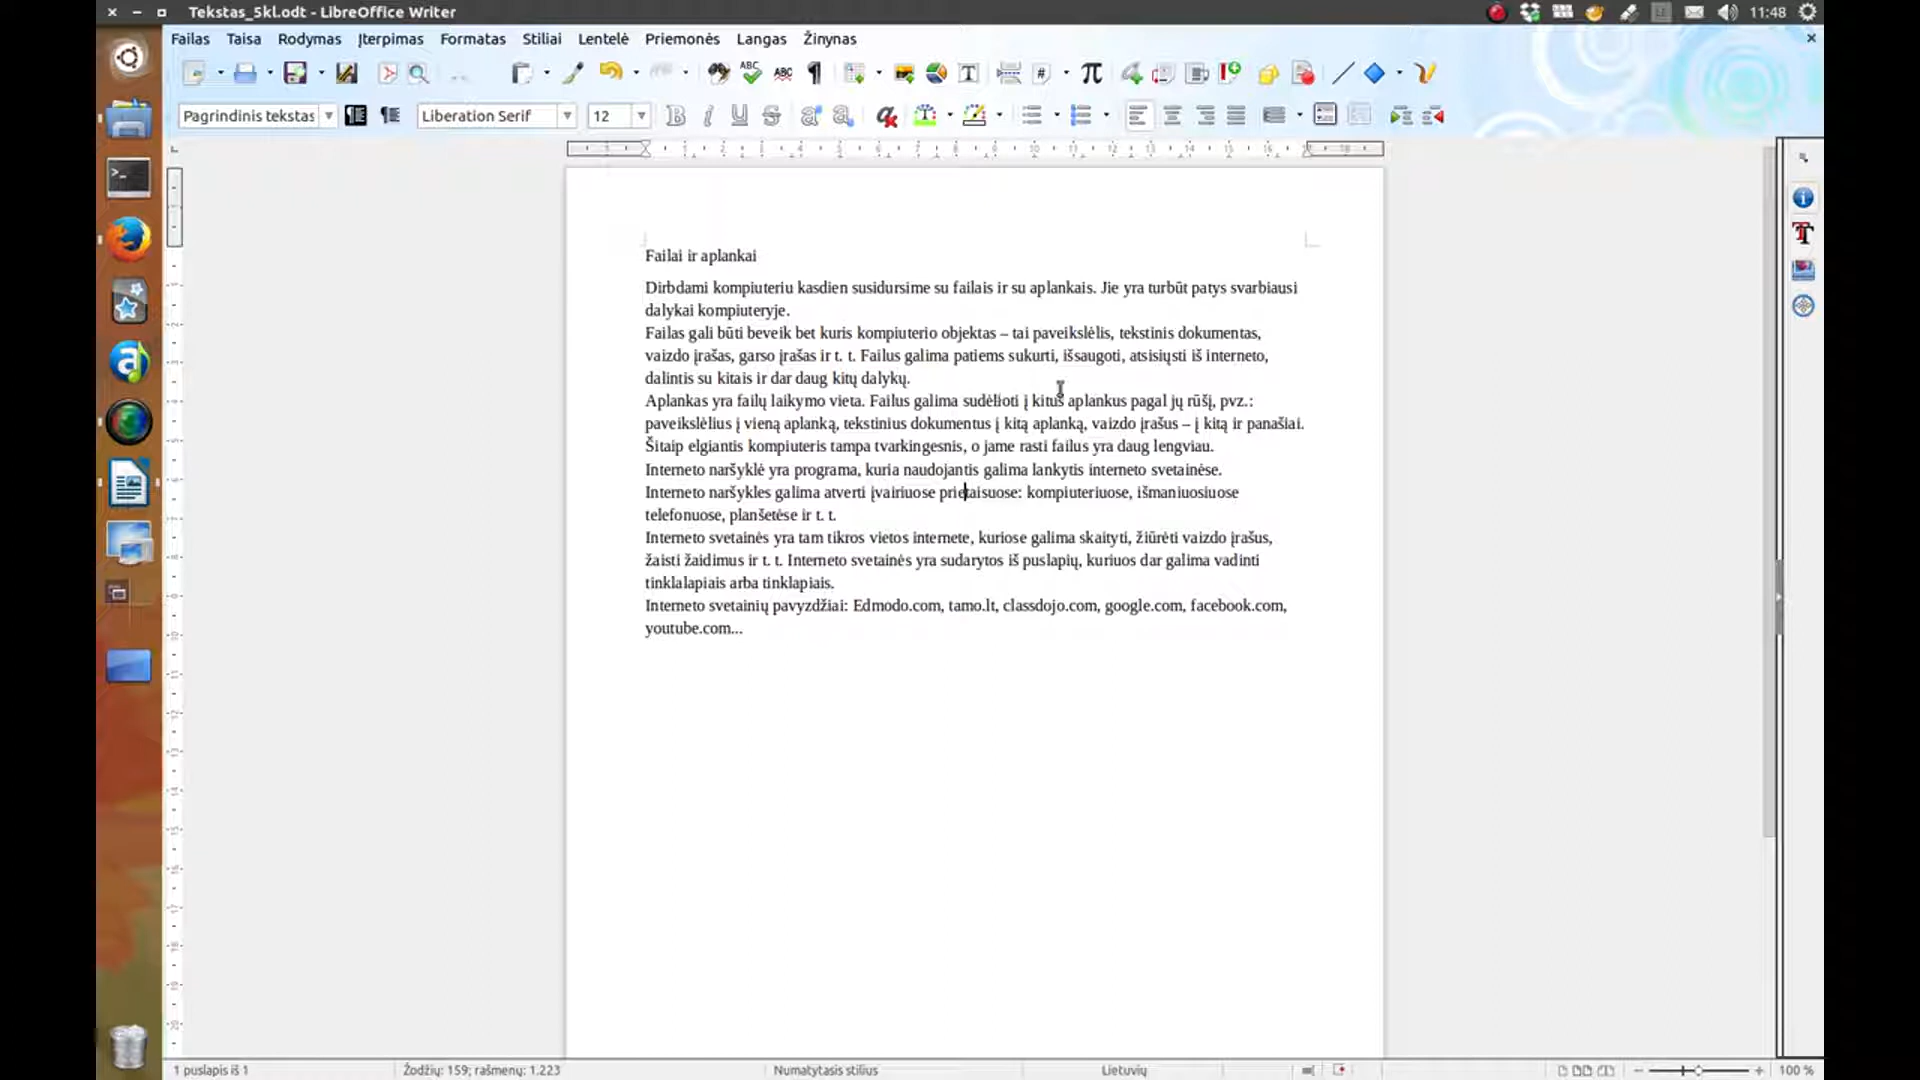 Tekstas_5kl.odt - LibreOffice Writer
11:48
Failas Taisa Rodymas Įterpimas Formatas Stiliai Lentelė Priemonės Langas Žinynas
Pagrindinis tekstas Liberation Serif 12
Failai ir aplankai
Dirbdami kompiuteriu kasdien susidursime su failais ir su aplankais. Jie yra turbūt patys svarbiausi
dalykai kompiuteryje.
Failas gali būti beveik bet kuris kompiuterio objektas – tai paveikslėlis, tekstinis dokumentas,
vaizdo įrašas, garso įrašas ir t. t. Failus galima patiems sukurti, išsaugoti, atsisiųsti iš interneto,
dalintis su kitais ir dar daug kitų dalykų.
Aplankas yra failų laikymo vieta. Failus galima sudėlioti į kitus aplankus pagal jų rūšį, pvz.:
paveikslėlius į vieną aplanką, tekstinius dokumentus į kitą aplanką, vaizdo įrašus – į kitą ir panašiai.
Šitaip elgiantis kompiuteris tampa tvarkingesnis, o jame rasti failus yra daug lengviau.
Interneto naršyklė yra programa, kuria naudojantis galima lankytis interneto svetainėse.
Interneto naršykles galima atverti įvairiuose prietaisuose: kompiuteriuose, išmaniuosiuose
telefonuose, planšetėse ir t. t.
Interneto svetainės yra tam tikros vietos internete, kuriose galima skaityti, žiūrėti vaizdo įrašus,
žaisti žaidimus ir t. t. Interneto svetainės yra sudarytos iš puslapių, kuriuos dar galima vadinti
tinklalapiais arba tinklapiais.
Interneto svetainių pavyzdžiai: Edmodo.com, tamo.lt, classdojo.com, google.com, facebook.com,
youtube.com...
1 puslapis iš 1 Žodžių: 159; rašmenų: 1.223 Numatytasis stilius Lietuvių 100 %